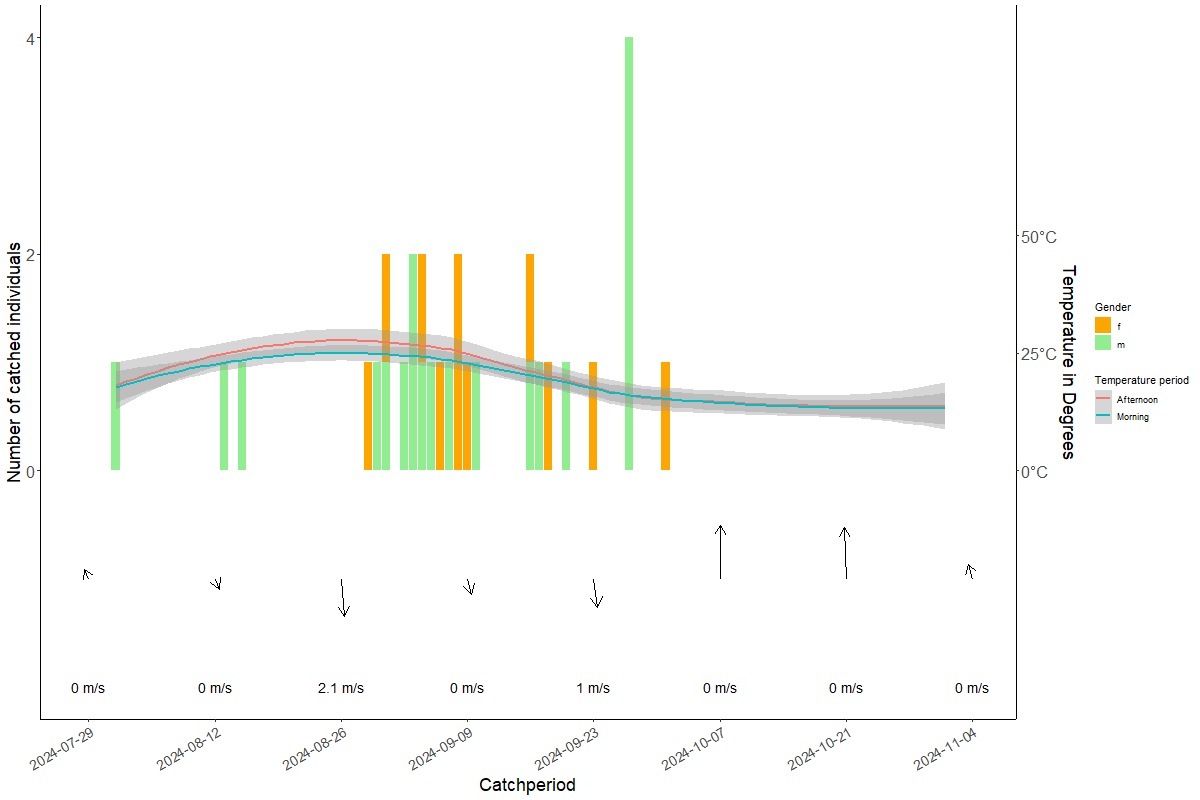 4
2
0
Number of catched individuals
50°C
25°C
0°C
Temperature in Degrees
Gender
f
m
Temperature period
Afternoon
Morning
0 m/s 0 m/s 2.1 m/s 0 m/s 1 m/s 0 m/s 0 m/s 0 m/s
2024-07-29 2024-08-12 2024-08-26 2024-09-09 2024-09-23 2024-10-07 2024-10-21 2024-11-04
Catchperiod